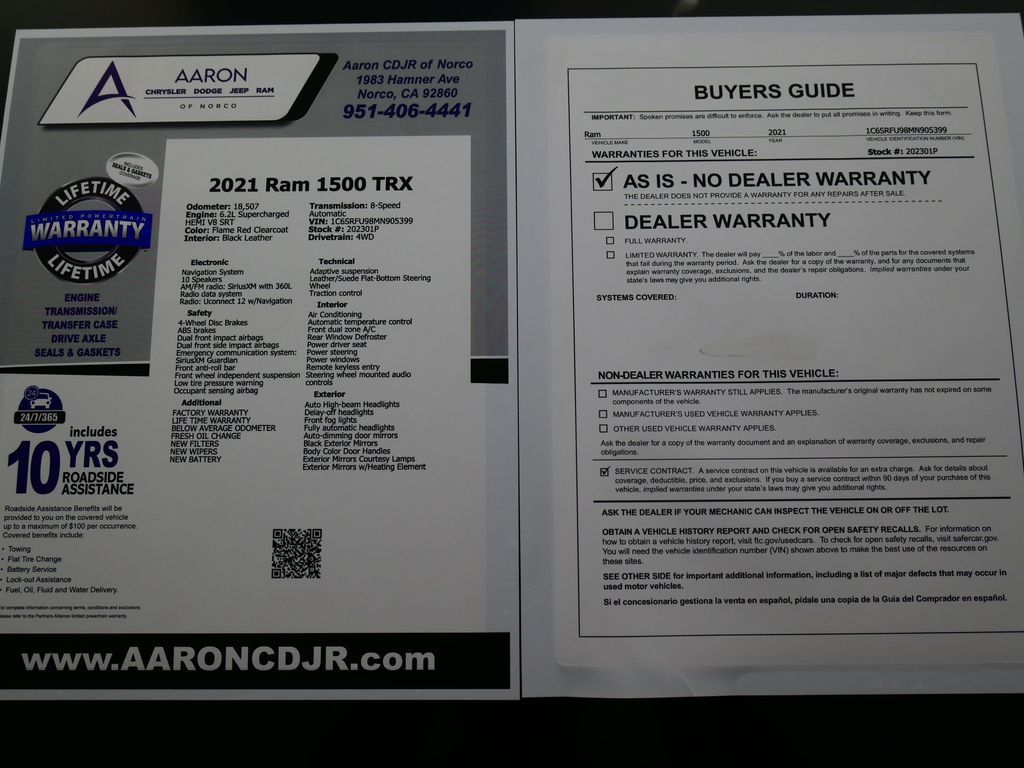 AARON
CHRYSLER DODGE JEEP RAM
OF NORCO
Aaron CDJR of Norco
1983 Hamner Ave
Norco, CA 92860
951-406-4441
INCLUDES
SEALS & GASKETS
COVERAGE
LIFETIME
LIMITED POWERTRAIN
WARRANTY
LIFETIME
ENGINE
TRANSMISSION/
TRANSFER CASE
DRIVE AXLE
SEALS & GASKETS
24/7/365
includes
10 YRS
ROADSIDE
ASSISTANCE
Roadside Assistance Benefits will be
provided to you on the covered vehicle
up to a maximum of $100 per occurrence.
Covered benefits include:
• Towing
• Flat Tire Change
• Battery Service
• Lock-out Assistance
• Fuel, Oil, Fluid and Water Delivery.
For complete information concerning terms, conditions and exclusions
please refer to the Partners Alliance limited powertrain warranty.
2021 Ram 1500 TRX
Odometer: 18,507
Engine: 6.2L Supercharged
HEMI V8 SRT
Color: Flame Red Clearcoat
Interior: Black Leather
Transmission: 8-Speed
Automatic
VIN: 1C6SRFU98MN905399
Stock #: 202301P
Drivetrain: 4WD
Electronic
Navigation System
10 Speakers
AM/FM radio: SiriusXM with 360L
Radio data system
Radio: Uconnect 12 w/Navigation
Safety
4-Wheel Disc Brakes
ABS brakes
Dual front impact airbags
Dual front side impact airbags
Emergency communication system:
SiriusXM Guardian
Front anti-roll bar
Front wheel independent suspension
Low tire pressure warning
Occupant sensing airbag
Additional
FACTORY WARRANTY
LIFE TIME WARRANTY
BELOW AVERAGE ODOMETER
FRESH OIL CHANGE
NEW FILTERS
NEW WIPERS
NEW BATTERY
Technical
Adaptive suspension
Leather/Suede Flat-Bottom Steering
Wheel
Traction control
Interior
Air Conditioning
Automatic temperature control
Front dual zone A/C
Rear Window Defroster
Power driver seat
Power steering
Power windows
Remote keyless entry
Steering wheel mounted audio
controls
Exterior
Auto High-beam Headlights
Delay-off headlights
Front fog lights
Fully automatic headlights
Auto-dimming door mirrors
Black Exterior Mirrors
Body Color Door Handles
Exterior Mirrors Courtesy Lamps
Exterior Mirrors w/Heating Element
www.AARONCDJR.com
BUYERS GUIDE
IMPORTANT: Spoken promises are difficult to enforce. Ask the dealer to put all promises in writing. Keep this form.
Ram 1500 2021 1C6SRFU98MN905399
VEHICLE MAKE MODEL YEAR VEHICLE IDENTIFICATION NUMBER (VIN)
WARRANTIES FOR THIS VEHICLE: Stock #: 202301P
AS IS - NO DEALER WARRANTY
THE DEALER DOES NOT PROVIDE A WARRANTY FOR ANY REPAIRS AFTER SALE.
DEALER WARRANTY
FULL WARRANTY.
LIMITED WARRANTY. The dealer will pay ____% of the labor and ____% of the parts for the covered systems
that fail during the warranty period. Ask the dealer for a copy of the warranty, and for any documents that
explain warranty coverage, exclusions, and the dealer's repair obligations. Implied warranties under your
state's laws may give you additional rights.
SYSTEMS COVERED: DURATION:
NON-DEALER WARRANTIES FOR THIS VEHICLE:
MANUFACTURER'S WARRANTY STILL APPLIES. The manufacturer's original warranty has not expired on some
components of the vehicle.
MANUFACTURER'S USED VEHICLE WARRANTY APPLIES.
OTHER USED VEHICLE WARRANTY APPLIES.
Ask the dealer for a copy of the warranty document and an explanation of warranty coverage, exclusions, and repair
obligations.
SERVICE CONTRACT. A service contract on this vehicle is available for an extra charge. Ask for details about
coverage, deductible, price, and exclusions. If you buy a service contract within 90 days of your purchase of this
vehicle, implied warranties under your state's laws may give you additional rights.
ASK THE DEALER IF YOUR MECHANIC CAN INSPECT THE VEHICLE ON OR OFF THE LOT.
OBTAIN A VEHICLE HISTORY REPORT AND CHECK FOR OPEN SAFETY RECALLS. For information on
how to obtain a vehicle history report, visit ftc.gov/usedcars. To check for open safety recalls, visit safercar.gov.
You will need the vehicle identification number (VIN) shown above to make the best use of the resources on
these sites.
SEE OTHER SIDE for important additional information, including a list of major defects that may occur in
used motor vehicles.
Si el concesionario gestiona la venta en español, pídale una copia de la Guía del Comprador en español.